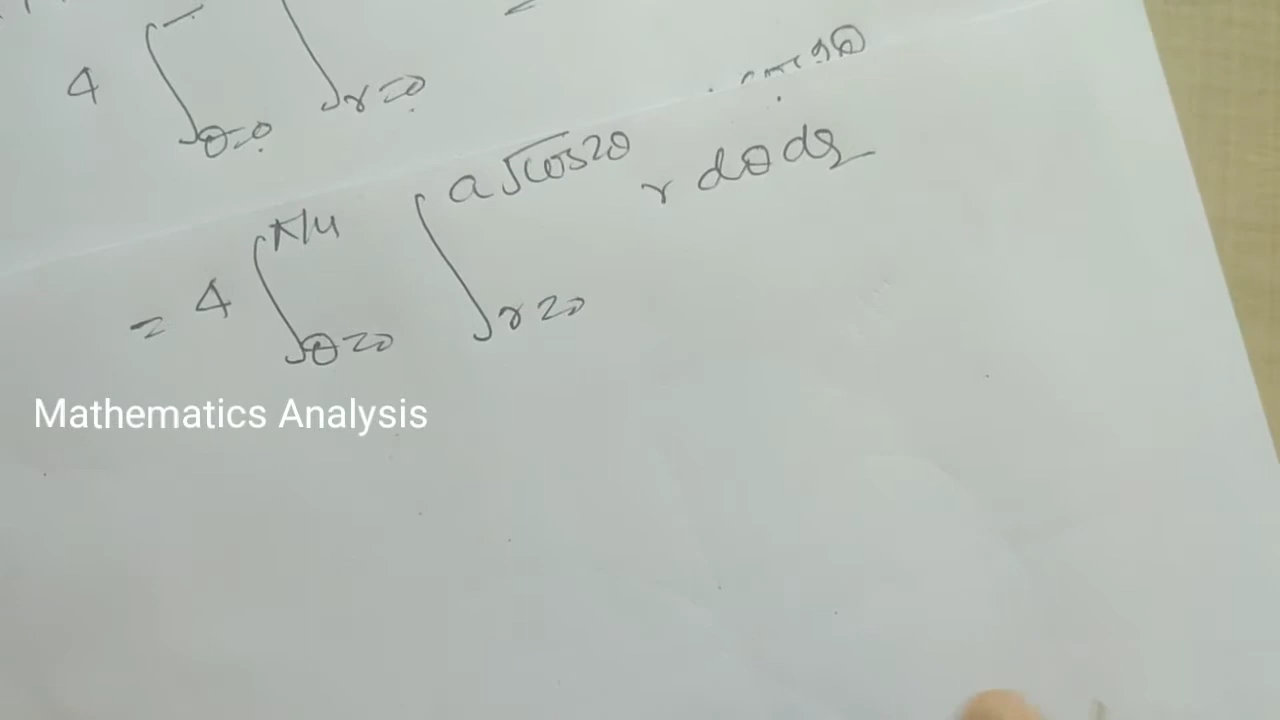 4 ∫θ=0 ∫r=0
= 4 ∫θ=0^π/4 ∫r=0^a√cos2θ r dθ dr
Mathematics Analysis